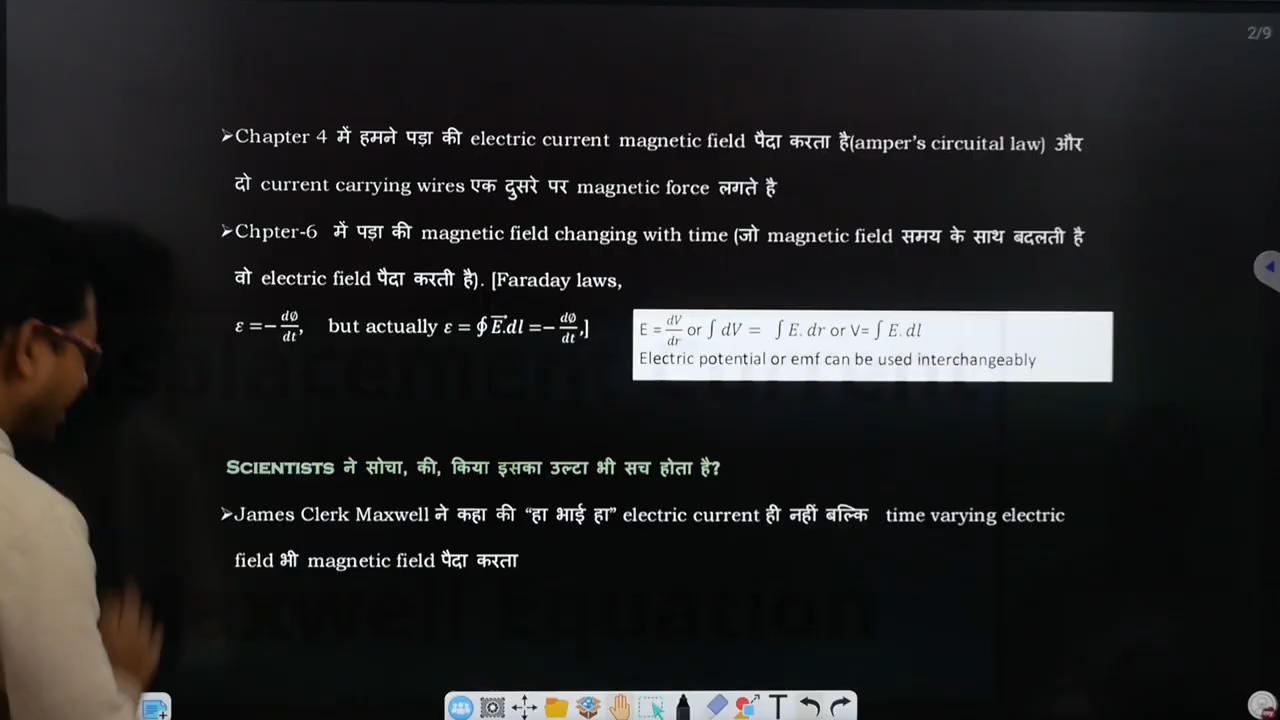 2/9
➢Chapter 4 में हमने पड़ा की electric current magnetic field पैदा करता है(amper's circuital law) और
दो current carrying wires एक दुसरे पर magnetic force लगते है
➢Chpter-6 में पड़ा की magnetic field changing with time (जो magnetic field समय के साथ बदलती है
वो electric field पैदा करती है). [Faraday laws,
ε =−dø/dt, but actually ε = ∮E⃗.dl =−dø/dt,]
E = dV/dr or ∫ dV = ∫ E. dr or V= ∫ E. dl
Electric potential or emf can be used interchangeably
SCIENTISTS ने सोचा, की, किया इसका उल्टा भी सच होता है?
➢James Clerk Maxwell ने कहा की “हा भाई हा” electric current ही नहीं बल्कि time varying electric
field भी magnetic field पैदा करता